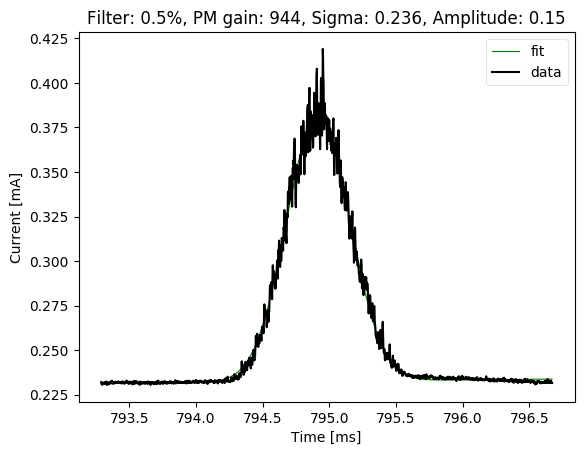 Filter: 0.5%, PM gain: 944, Sigma: 0.236, Amplitude: 0.15
fit
data
0.425
0.400
0.375
0.350
0.325
0.300
0.275
0.250
0.225
Current [mA]
793.5 794.0 794.5 795.0 795.5 796.0 796.5
Time [ms]